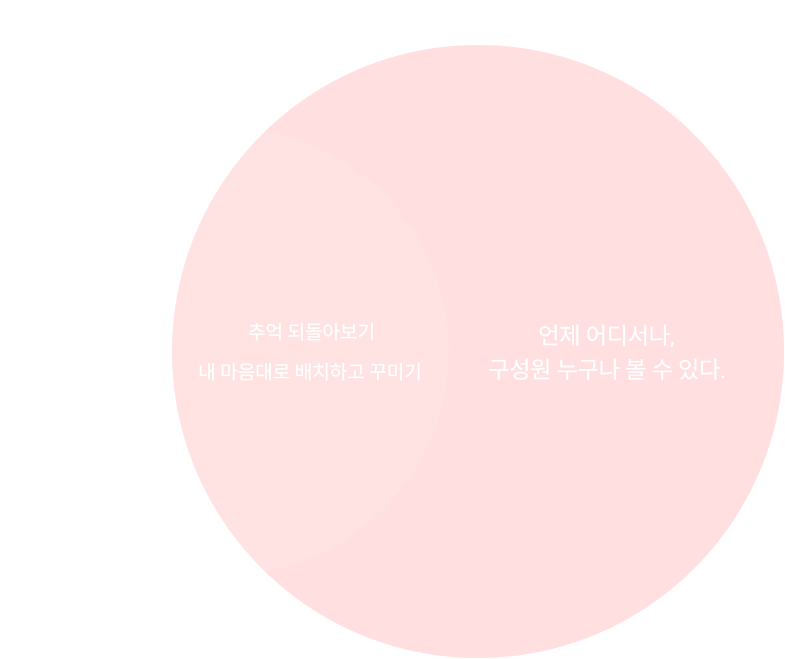 추억 되돌아보기
내 마음대로 배치하고 꾸미기
언제 어디서나,
구성원 누구나 볼 수 있다.